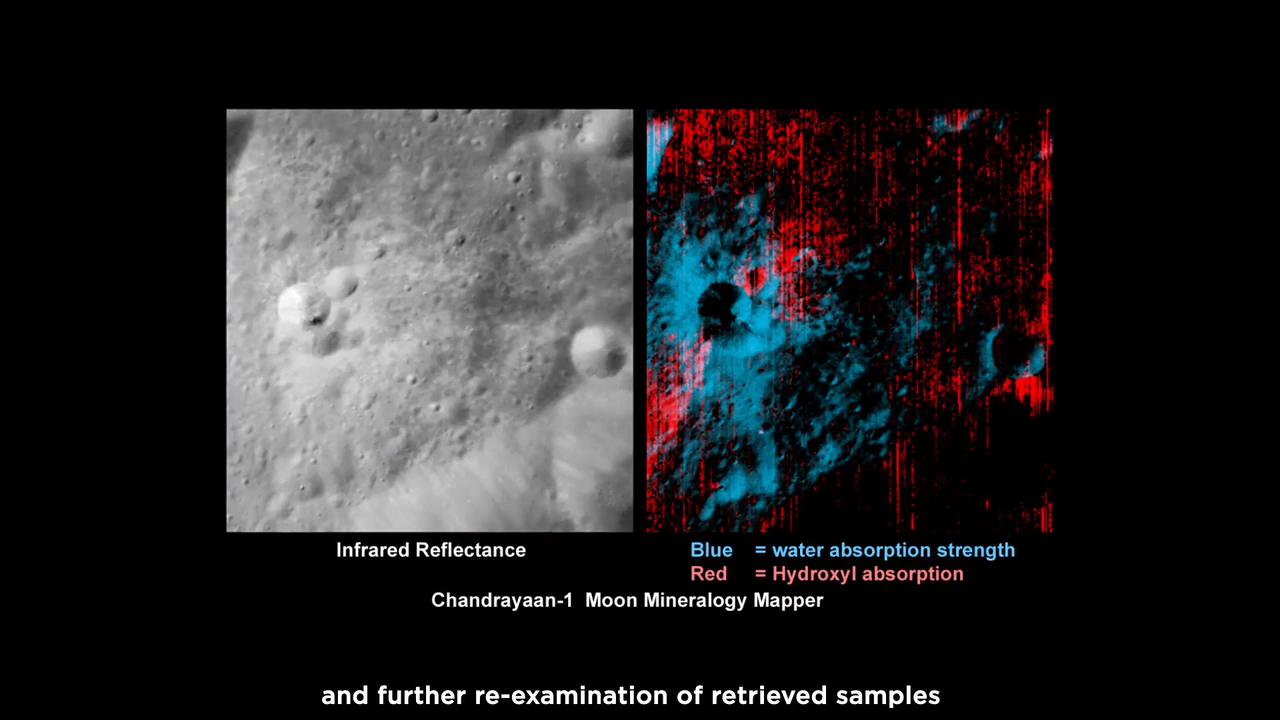 Infrared Reflectance
Blue = water absorption strength
Red = Hydroxyl absorption
Chandrayaan-1 Moon Mineralogy Mapper
and further re-examination of retrieved samples